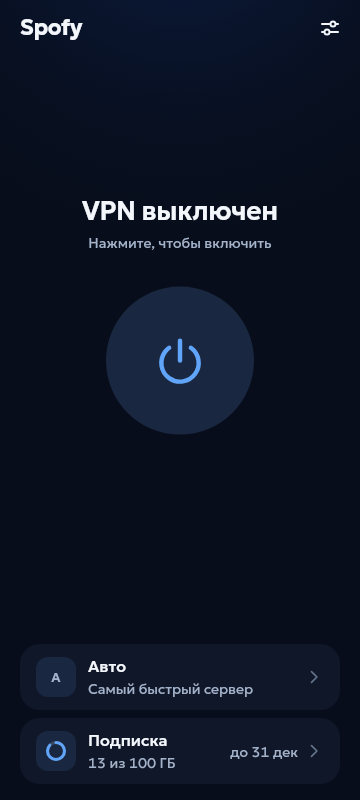 Spofy
VPN выключен
Нажмите, чтобы включить
A
Авто
Самый быстрый сервер
Подписка
13 из 100 ГБ
до 31 дек